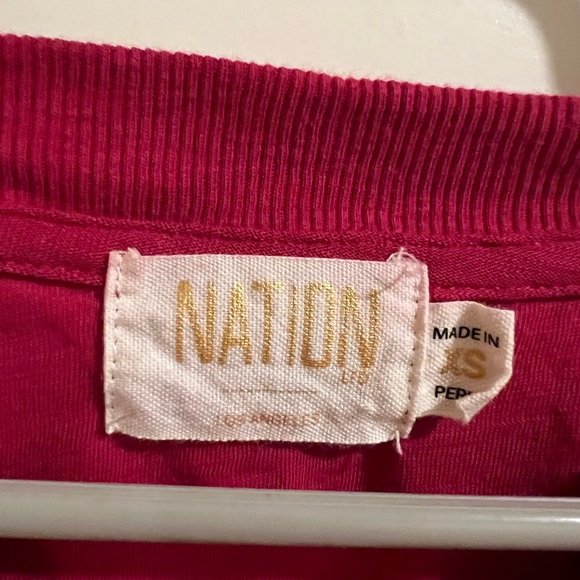 NATION
LTD
LOS ANGELES
MADE IN
XS
PERU